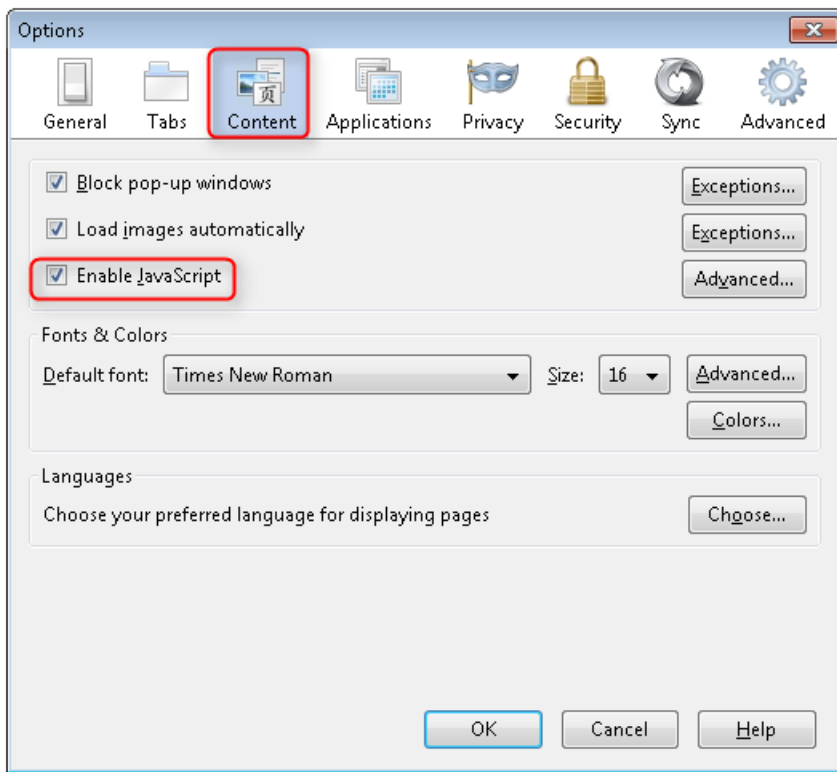 Options
General Tabs 页 Content Applications Privacy Security Sync Advanced
Block pop-up windows Exceptions...
Load images automatically Exceptions...
Enable JavaScript Advanced...
Fonts & Colors
Default font: Times New Roman Size: 16 Advanced...
Colors...
Languages
Choose your preferred language for displaying pages Choose...
OK Cancel Help